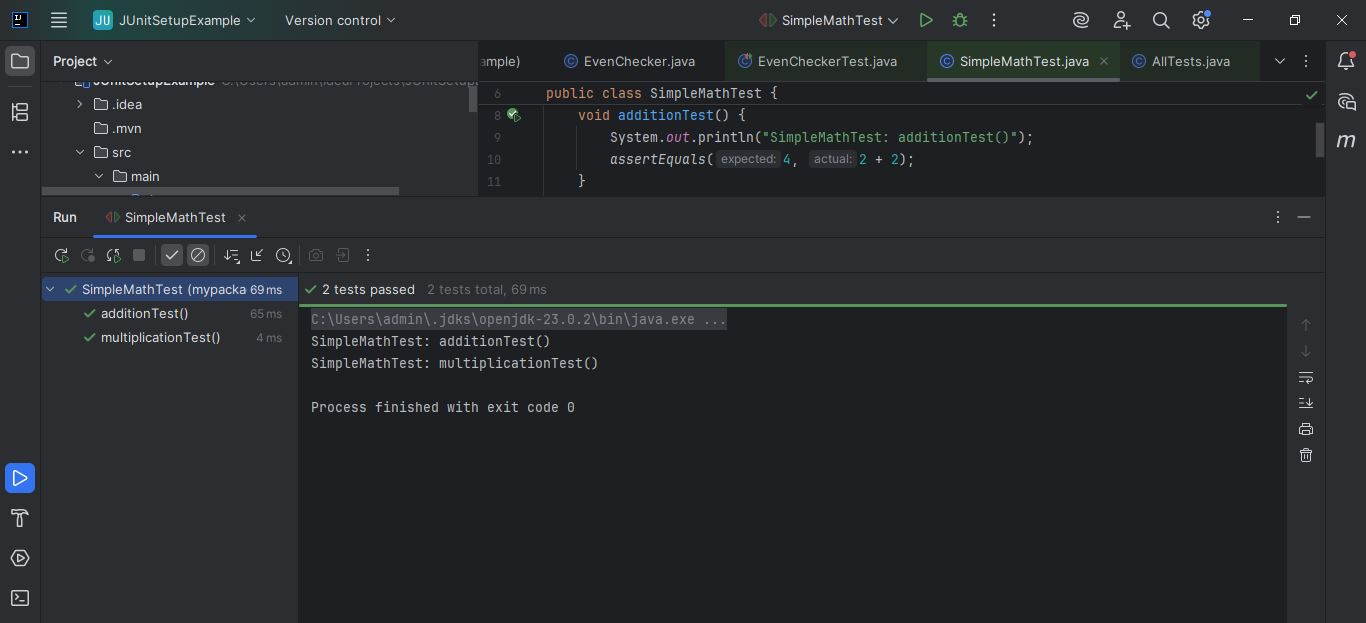 JU JUnitSetupExample Version control SimpleMathTest
Project
ample) EvenChecker.java EvenCheckerTest.java SimpleMathTest.java AllTests.java
JUnitSetupExample
.idea
.mvn
src
main
6 public class SimpleMathTest {
8 void additionTest() {
9 System.out.println("SimpleMathTest: additionTest()");
10 assertEquals( expected: 4, actual: 2 + 2);
11 }
Run SimpleMathTest
SimpleMathTest (mypacka 69 ms
additionTest() 65 ms
multiplicationTest() 4 ms
2 tests passed 2 tests total, 69 ms
C:\Users\admin\.jdks\openjdk-23.0.2\bin\java.exe ...
SimpleMathTest: additionTest()
SimpleMathTest: multiplicationTest()
Process finished with exit code 0
m